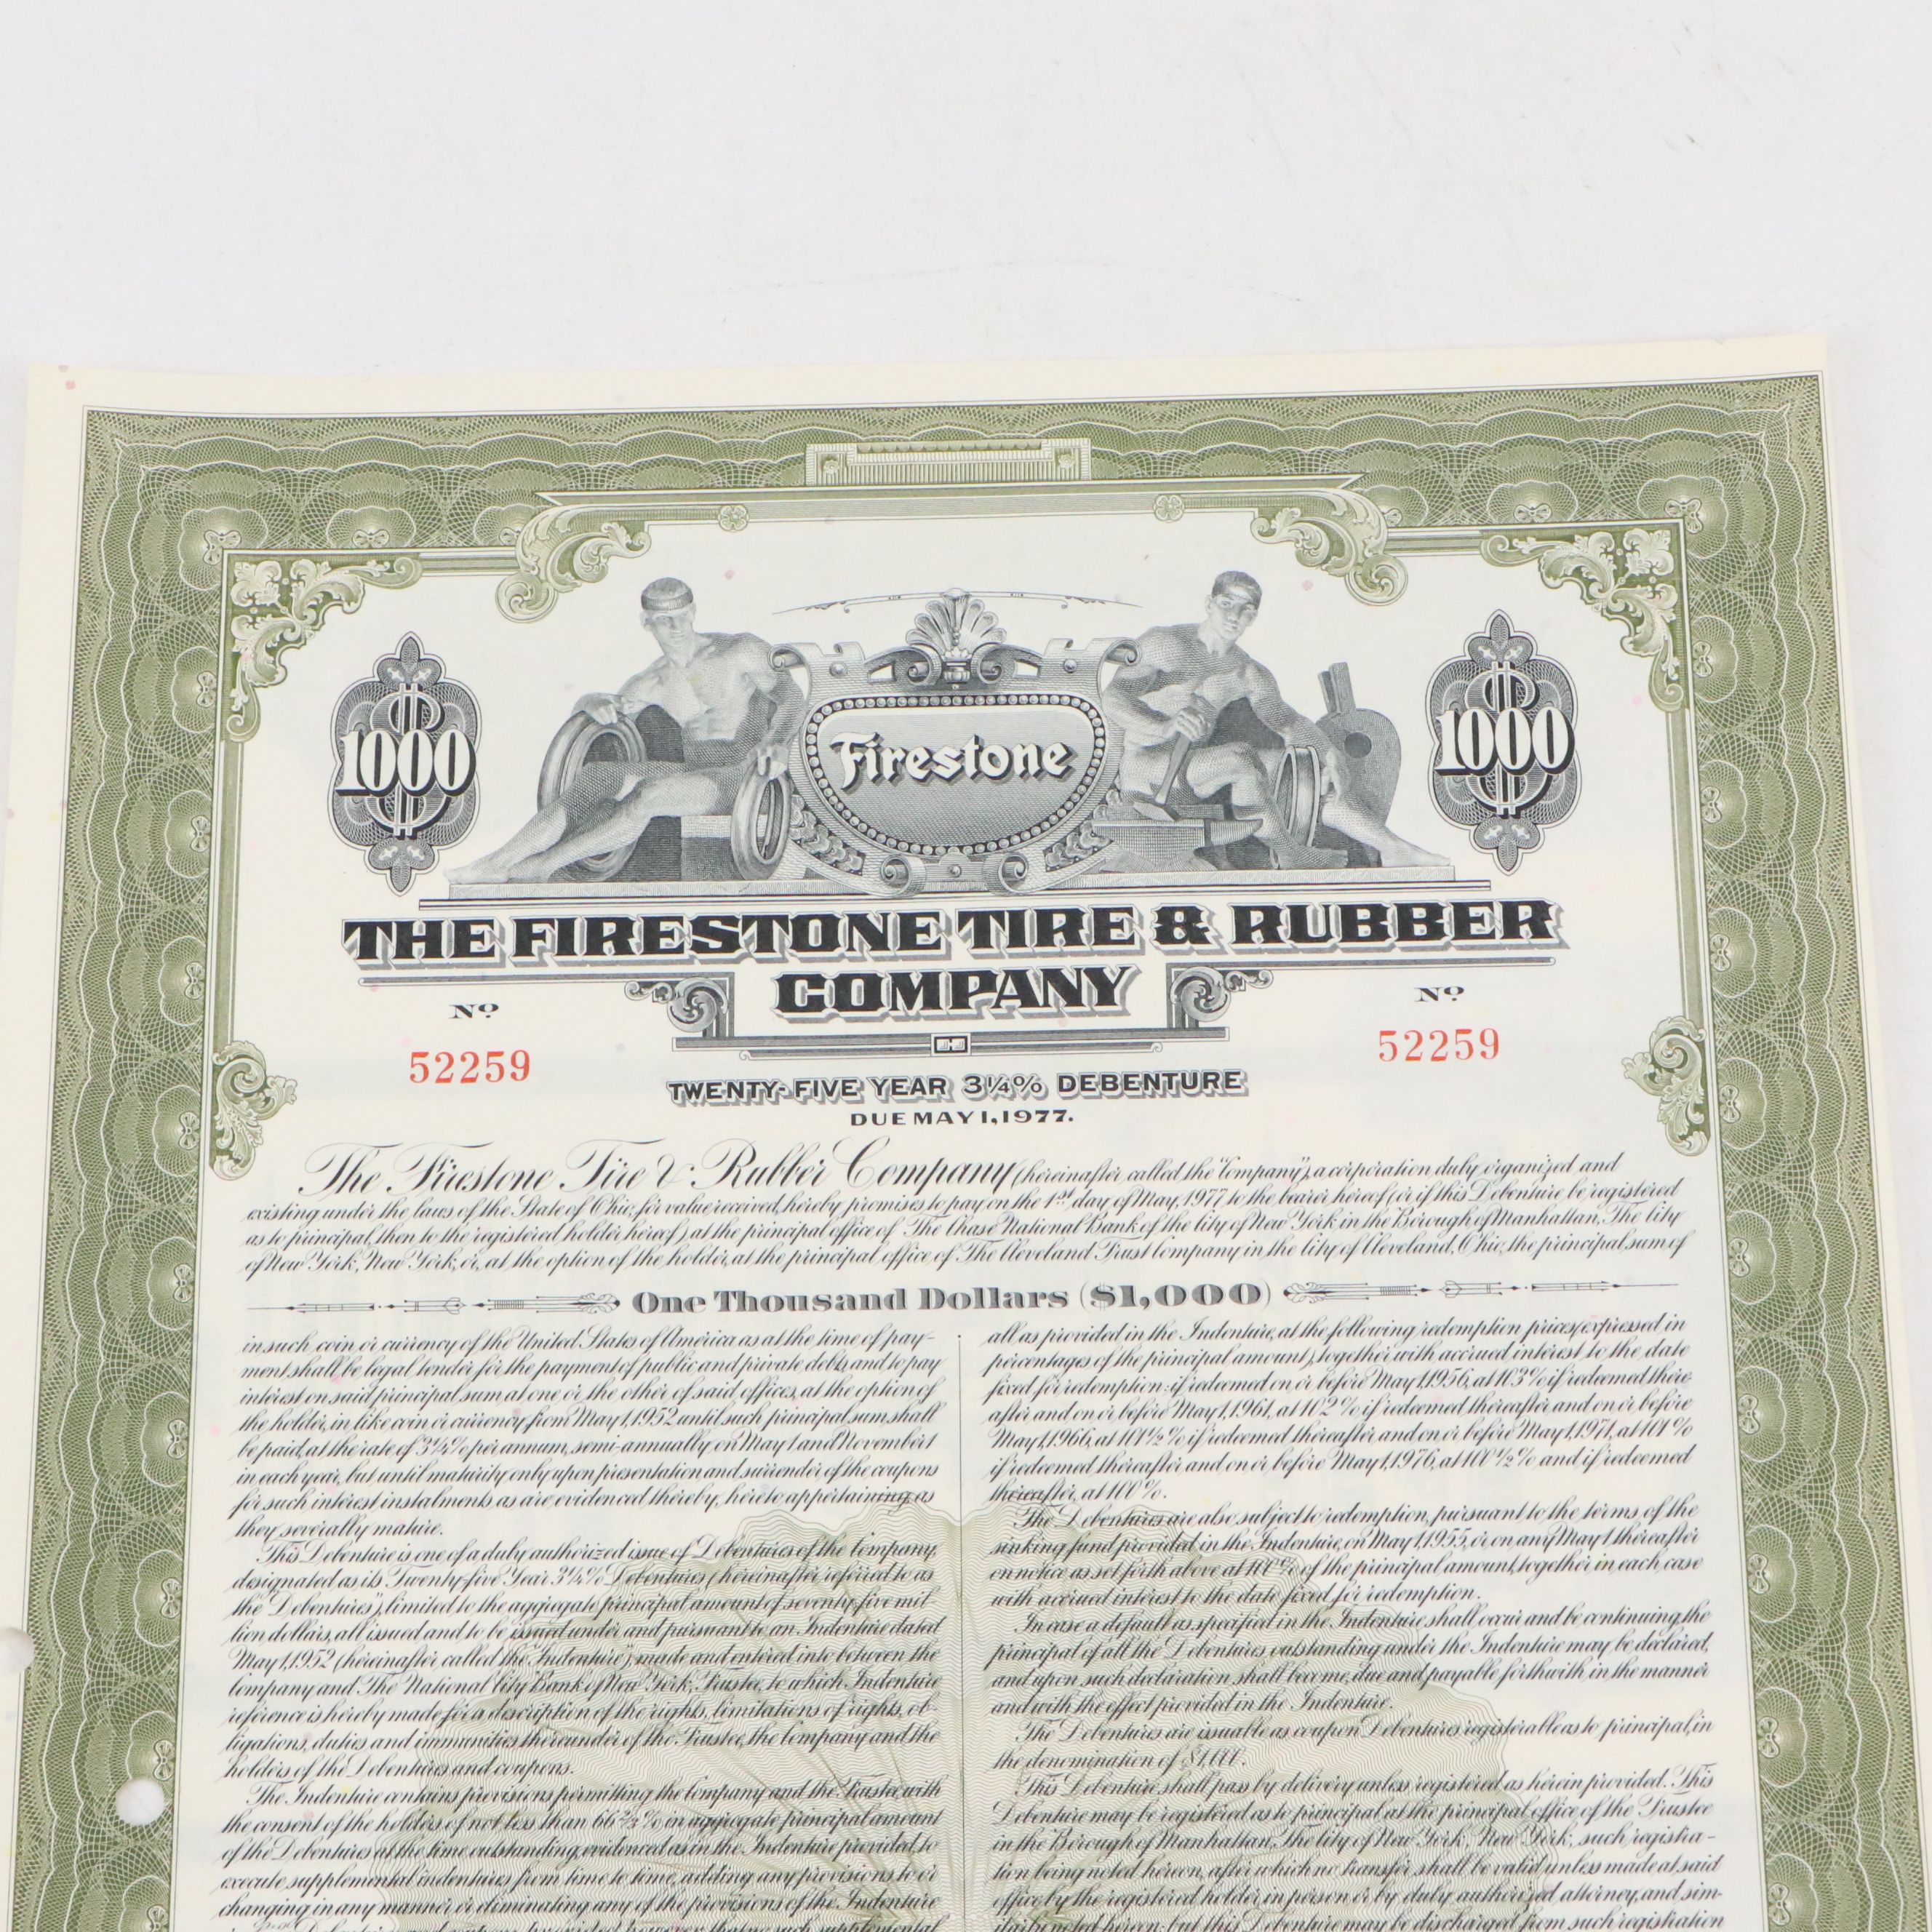 1000
Firestone
1000
THE FIRESTONE TIRE & RUBBER
COMPANY
Nº
Nº
52259
52259
TWENTY-FIVE YEAR 3¼% DEBENTURE
DUE MAY 1, 1977.
The Firestone Tire & Rubber Company (hereinafter called the "Company"), a corporation duly organized and
existing under the laws of the State of Ohio, for value received, hereby promises to pay on the 1st day of May, 1977 to the bearer hereof (or if this Debenture be registered
as to principal, then to the registered holder hereof) at the principal office of The Chase National Bank of the City of New York in the Borough of Manhattan, The City
of New York, New York, or, at the option of the holder, at the principal office of The Cleveland Trust Company in the City of Cleveland, Ohio, the principal sum of
One Thousand Dollars ($1,000)
in such coin or currency of the United States of America as at the time of pay-
ment shall be legal tender for the payment of public and private debts, and to pay
interest on said principal sum at one or the other of said offices, at the option of
the holder, in like coin or currency, from May 1, 1952 until such principal sum shall
be paid, at the rate of 3¼% per annum, semi-annually on May 1 and November 1
in each year, but until maturity only upon presentation and surrender of the coupons
for such interest instalments as are evidenced thereby, hereto appertaining, as
they severally mature.
This Debenture is one of a duly authorized issue of Debentures of the Company,
designated as its Twenty-five Year 3¼% Debentures (hereinafter referred to as
the "Debentures"), limited to the aggregate principal amount of seventy-five mil-
lion dollars, all issued and to be issued under and pursuant to an Indenture dated
May 1, 1952 (hereinafter called the "Indenture"), made and entered into between the
Company and The National City Bank of New York, Trustee, to which Indenture
reference is hereby made for a description of the rights, limitations of rights, ob-
ligations, duties and immunities thereunder of the Trustee, the Company and the
holders of the Debentures and coupons.
The Indenture contains provisions permitting the Company and the Trustee, with
the consent of the holders of not less than 66⅔% in aggregate principal amount
of the Debentures at the time outstanding, evidenced as in the Indenture provided, to
execute supplemental indentures from time to time, adding any provisions to or
changing in any manner or eliminating any of the provisions of the Indenture
all as provided in the Indenture, at the following redemption prices (expressed in
percentages of the principal amount), together with accrued interest to the date
fixed for redemption: if redeemed on or before May 1, 1956, at 103% if redeemed there-
after and on or before May 1, 1961, at 102% if redeemed thereafter and on or before
May 1, 1966, at 101½% if redeemed thereafter and on or before May 1, 1971, at 101%
if redeemed thereafter and on or before May 1, 1976, at 100½% and if redeemed
thereafter, at 100%.
The Debentures are also subject to redemption, pursuant to the terms of the
sinking fund provided in the Indenture, on May 1, 1955, or on any May 1 thereafter
on notice as set forth above at 100% of the principal amount, together in each case
with accrued interest to the date fixed for redemption.
In case a default as specified in the Indenture shall occur and be continuing, the
principal of all the Debentures outstanding under the Indenture may be declared,
and upon such declaration shall become, due and payable forthwith in the manner
and with the effect provided in the Indenture.
The Debentures are issuable as coupon Debentures registerable as to principal, in
the denomination of $1,000.
This Debenture shall pass by delivery unless registered as herein provided. This
Debenture may be registered as to principal at the principal office of the Trustee
in the Borough of Manhattan, The City of New York, New York, such registra-
tion being noted hereon, after which no transfer shall be valid unless made at said
office by the registered holder in person or by duly authorized attorney, and sim-
ilarly noted hereon; but this Debenture may be discharged from such registration